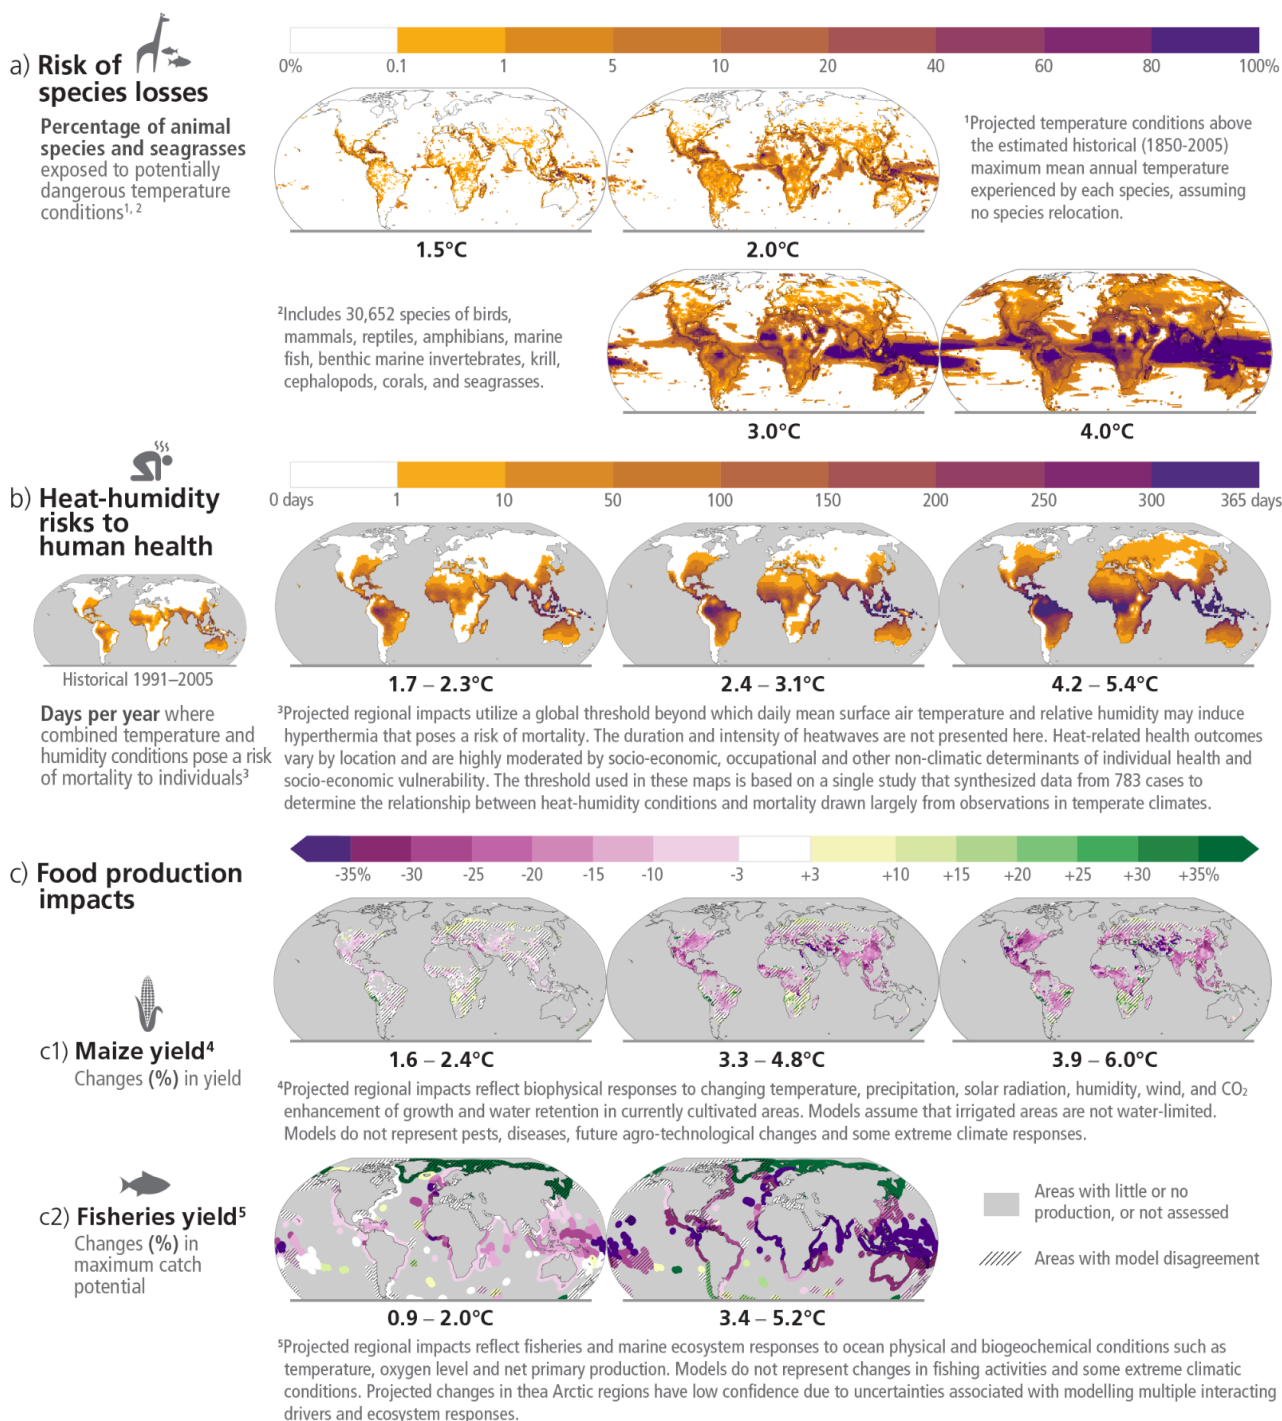 a) Risk of
species losses
Percentage of animal
species and seagrasses
exposed to potentially
dangerous temperature
conditions¹, ²
0% 0.1 1 5 10 20 40 60 80 100%
1.5°C 2.0°C
¹Projected temperature conditions above
the estimated historical (1850-2005)
maximum mean annual temperature
experienced by each species, assuming
no species relocation.
²Includes 30,652 species of birds,
mammals, reptiles, amphibians, marine
fish, benthic marine invertebrates, krill,
cephalopods, corals, and seagrasses.
3.0°C 4.0°C
b) Heat-humidity
risks to
human health
0 days 1 10 50 100 150 200 250 300 365 days
Historical 1991–2005
Days per year where
combined temperature and
humidity conditions pose a risk
of mortality to individuals³
1.7 – 2.3°C 2.4 – 3.1°C 4.2 – 5.4°C
³Projected regional impacts utilize a global threshold beyond which daily mean surface air temperature and relative humidity may induce
hyperthermia that poses a risk of mortality. The duration and intensity of heatwaves are not presented here. Heat-related health outcomes
vary by location and are highly moderated by socio-economic, occupational and other non-climatic determinants of individual health and
socio-economic vulnerability. The threshold used in these maps is based on a single study that synthesized data from 783 cases to
determine the relationship between heat-humidity conditions and mortality drawn largely from observations in temperate climates.
c) Food production
impacts
-35% -30 -25 -20 -15 -10 -3 +3 +10 +15 +20 +25 +30 +35%
c1) Maize yield⁴
Changes (%) in yield
1.6 – 2.4°C 3.3 – 4.8°C 3.9 – 6.0°C
⁴Projected regional impacts reflect biophysical responses to changing temperature, precipitation, solar radiation, humidity, wind, and CO₂
enhancement of growth and water retention in currently cultivated areas. Models assume that irrigated areas are not water-limited.
Models do not represent pests, diseases, future agro-technological changes and some extreme climate responses.
c2) Fisheries yield⁵
Changes (%) in
maximum catch
potential
0.9 – 2.0°C 3.4 – 5.2°C
Areas with little or no
production, or not assessed
Areas with model disagreement
⁵Projected regional impacts reflect fisheries and marine ecosystem responses to ocean physical and biogeochemical conditions such as
temperature, oxygen level and net primary production. Models do not represent changes in fishing activities and some extreme climatic
conditions. Projected changes in thea Arctic regions have low confidence due to uncertainties associated with modelling multiple interacting
drivers and ecosystem responses.